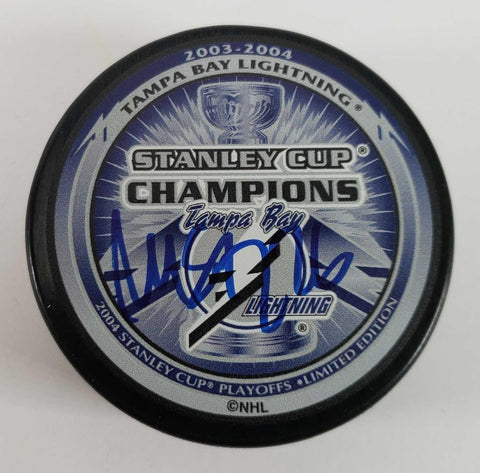 2003-2004
TAMPA BAY LIGHTNING®
STANLEY CUP®
CHAMPIONS
Tampa Bay
LIGHTNING
®
2004 STANLEY CUP® PLAYOFFS • LIMITED EDITION
©NHL